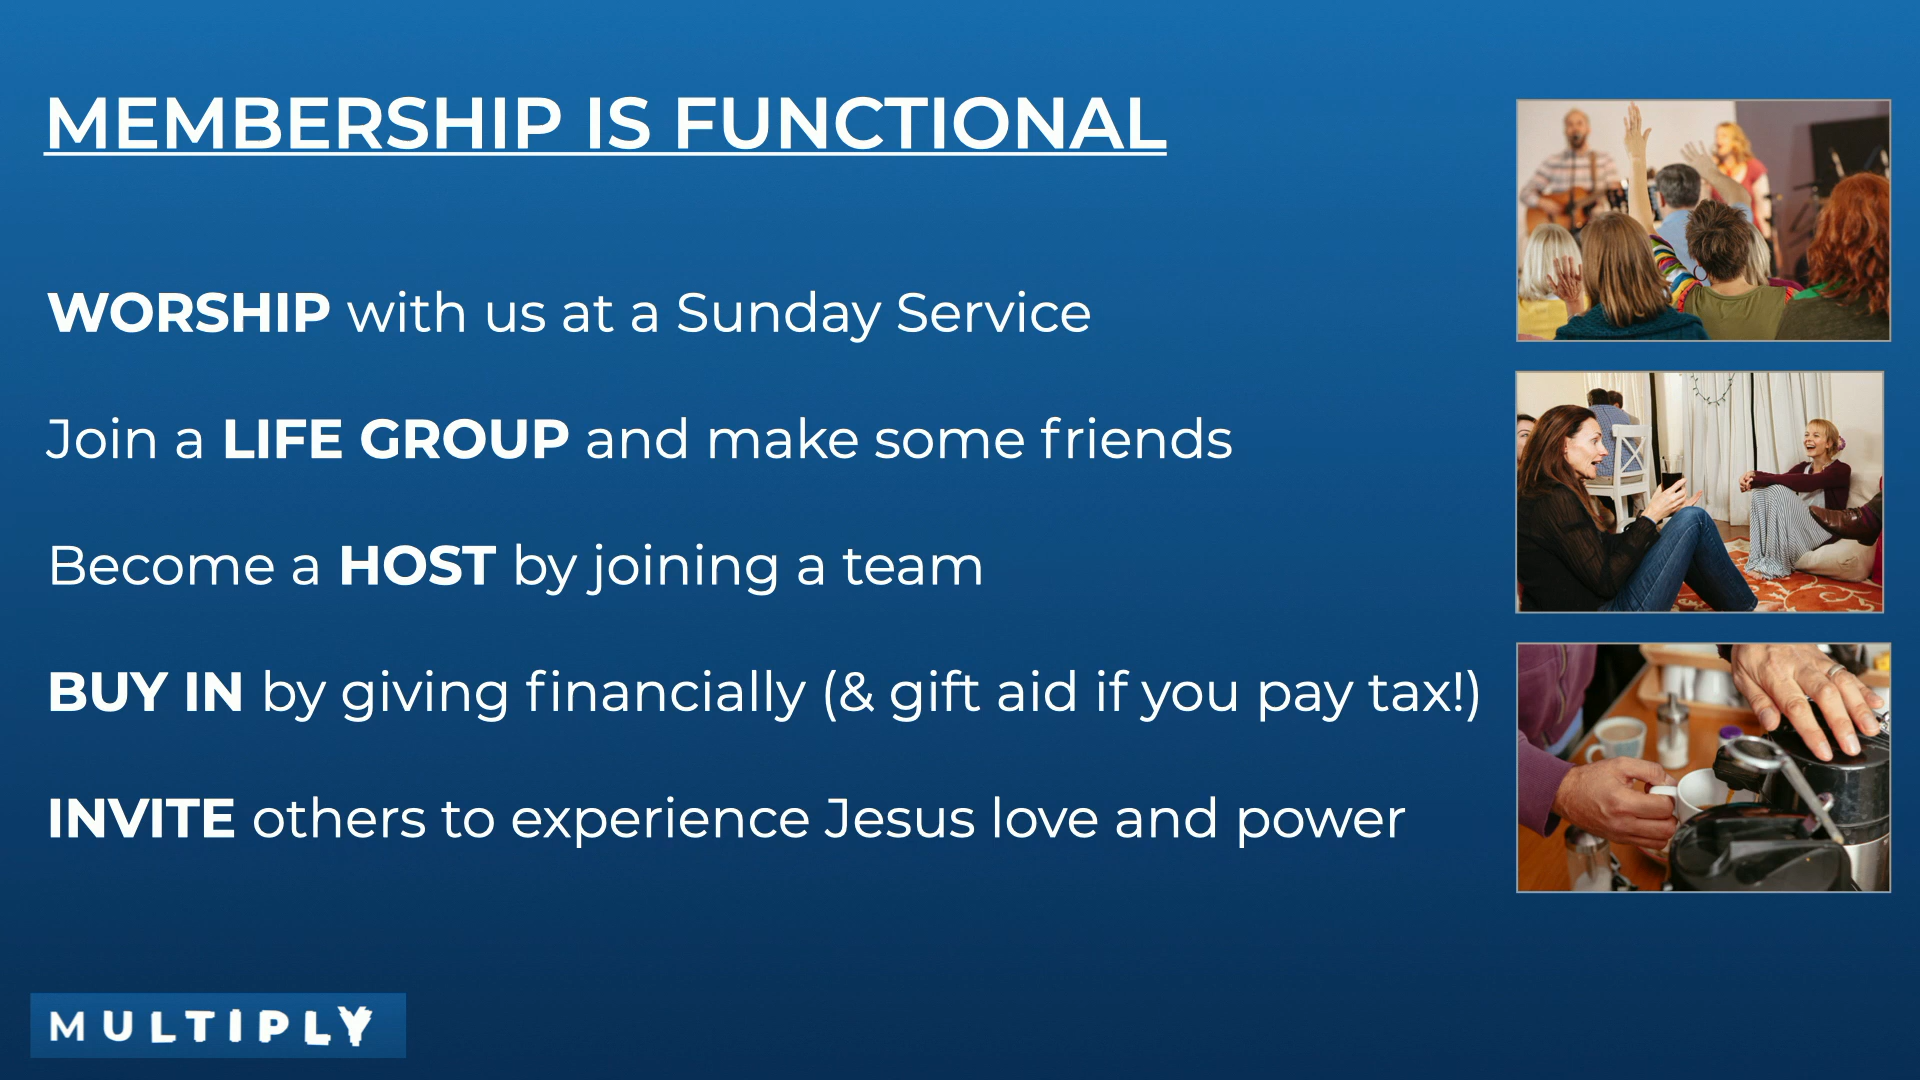 MEMBERSHIP IS FUNCTIONAL
WORSHIP with us at a Sunday Service
Join a LIFE GROUP and make some friends
Become a HOST by joining a team
BUY IN by giving financially (& gift aid if you pay tax!)
INVITE others to experience Jesus love and power
MULTIPLY